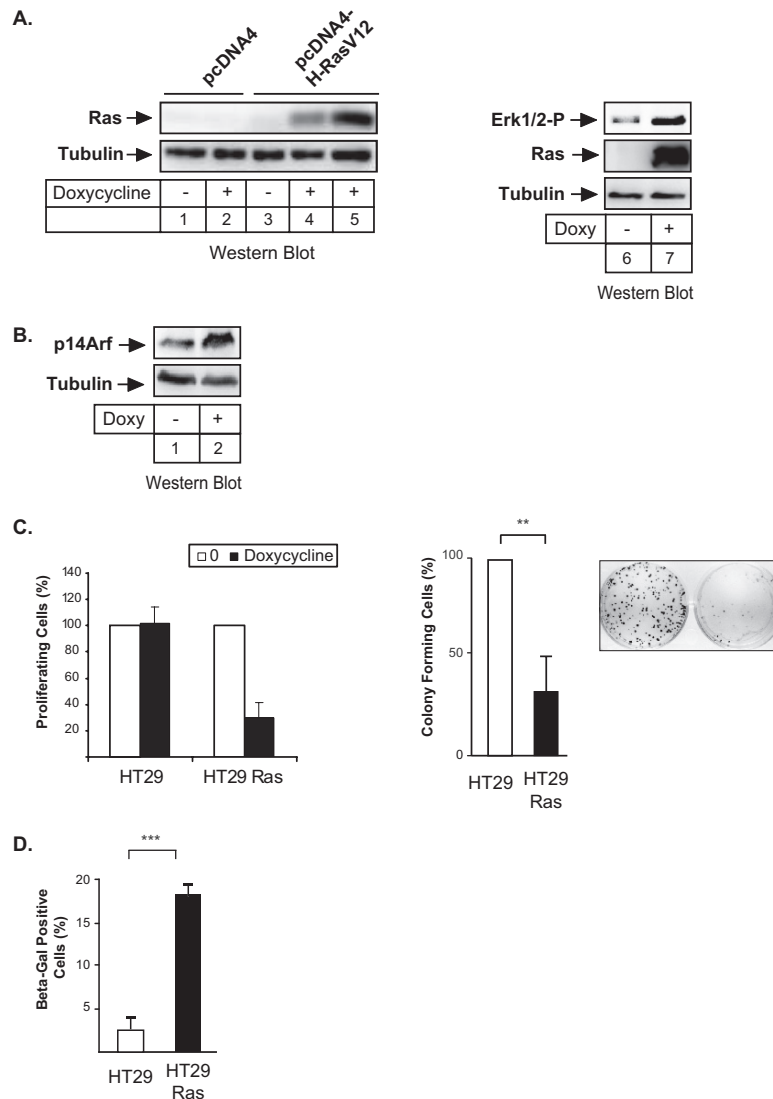 A.
pcDNA4
pcDNA4-
H-RasV12
Ras
Tubulin
Doxycycline - + - + +
1 2 3 4 5
Western Blot
Erk1/2-P
Ras
Tubulin
Doxy - +
6 7
Western Blot
B.
p14Arf
Tubulin
Doxy - +
1 2
Western Blot
C.
0 Doxycycline
Proliferating Cells (%)
140
120
100
80
60
40
20
HT29 HT29 Ras
**
Colony Forming Cells (%)
100
50
0
HT29 HT29
Ras
D.
***
Beta-Gal Positive
Cells (%)
20
15
10
5
HT29 HT29
Ras